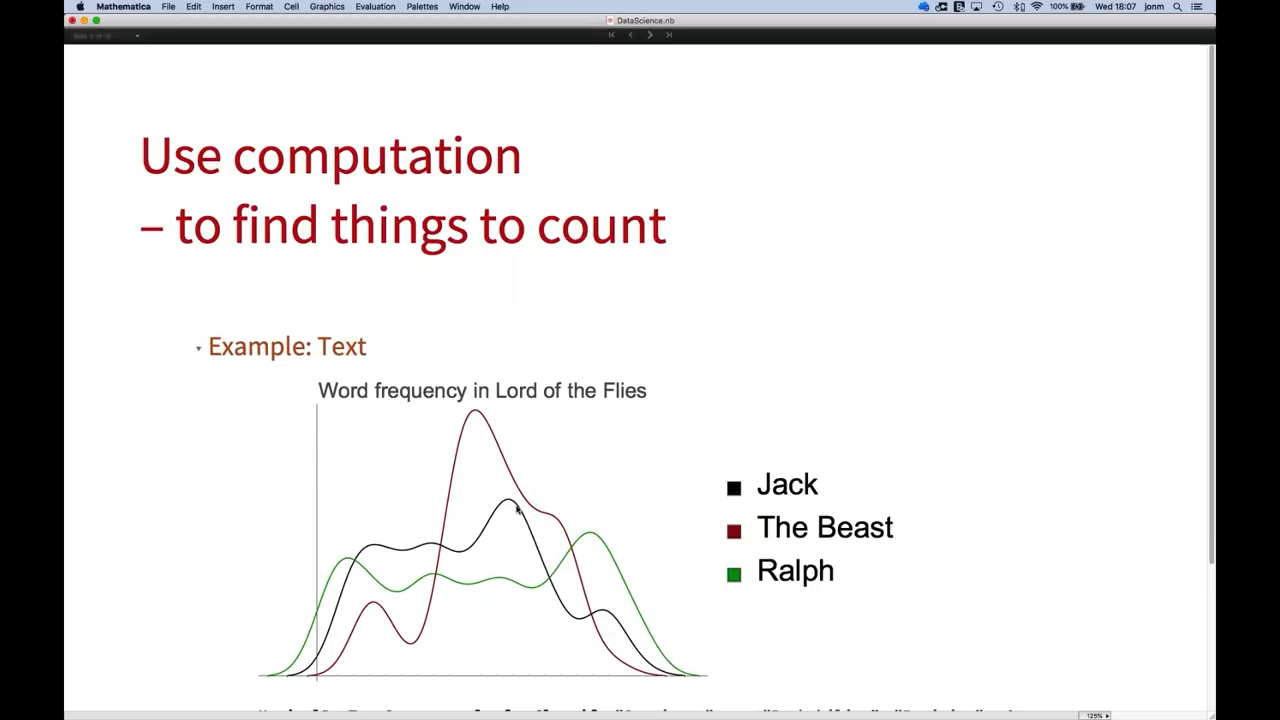 Mathematica File Edit Insert Format Cell Graphics Evaluation Palettes Window Help 100% Wed 18:07 jonm
DataScience.nb
Use computation
– to find things to count
Example: Text
Word frequency in Lord of the Flies
Jack
The Beast
Ralph
125%